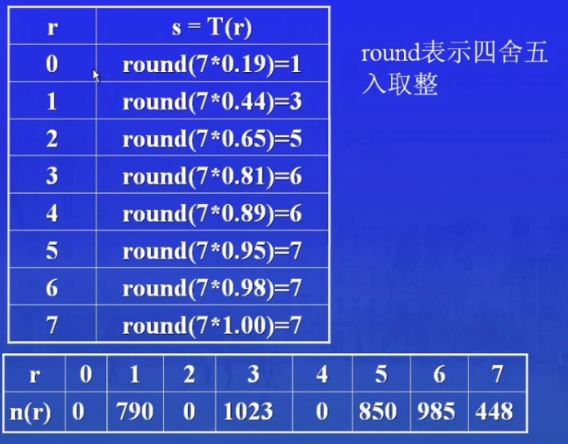 r s = T(r)
0 round(7*0.19)=1
1 round(7*0.44)=3
2 round(7*0.65)=5
3 round(7*0.81)=6
4 round(7*0.89)=6
5 round(7*0.95)=7
6 round(7*0.98)=7
7 round(7*1.00)=7
round表示四舍五
入取整
r 0 1 2 3 4 5 6 7
n(r) 0 790 0 1023 0 850 985 448